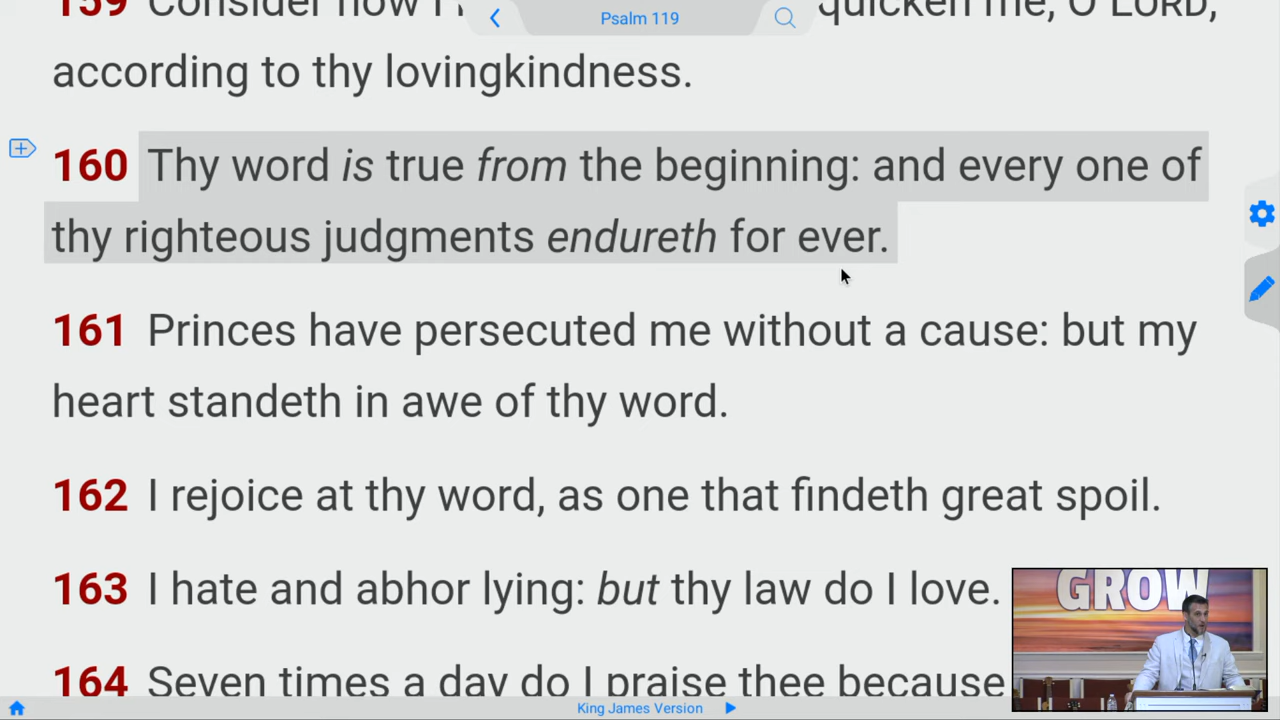 Psalm 119
159 Consider how I quicken me, O LORD,
according to thy lovingkindness.
160 Thy word is true from the beginning: and every one of
thy righteous judgments endureth for ever.
161 Princes have persecuted me without a cause: but my
heart standeth in awe of thy word.
162 I rejoice at thy word, as one that findeth great spoil.
163 I hate and abhor lying: but thy law do I love.
164 Seven times a day do I praise thee because
GROW
King James Version